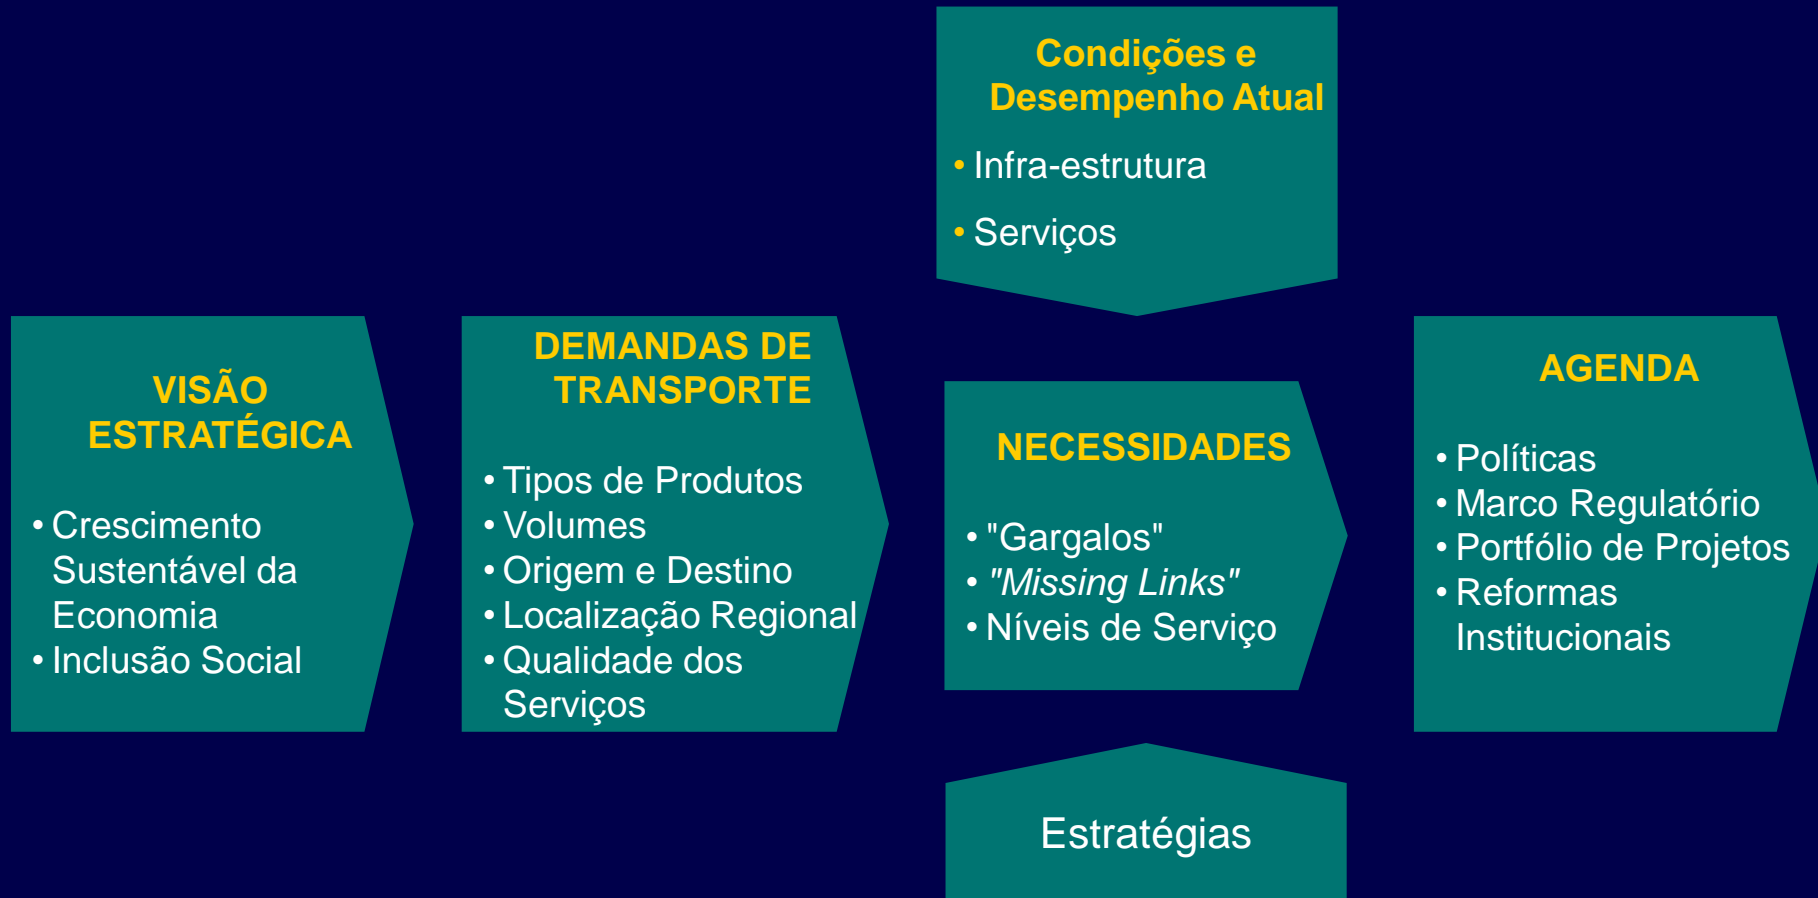 Condições e
Desempenho Atual
• Infra-estrutura
• Serviços
VISÃO
ESTRATÉGICA
• Crescimento
Sustentável da
Economia
• Inclusão Social
DEMANDAS DE
TRANSPORTE
• Tipos de Produtos
• Volumes
• Origem e Destino
• Localização Regional
• Qualidade dos
Serviços
NECESSIDADES
• "Gargalos"
• "Missing Links"
• Níveis de Serviço
AGENDA
• Políticas
• Marco Regulatório
• Portfólio de Projetos
• Reformas
Institucionais
Estratégias